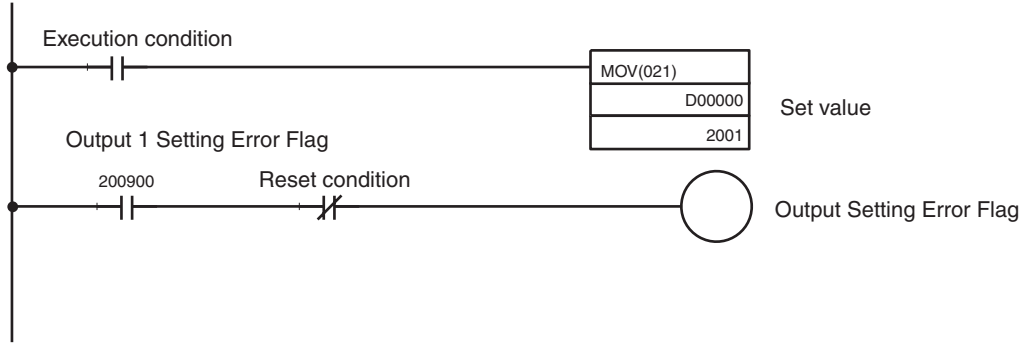 Execution condition
MOV(021)
D00000
Set value
2001
Output 1 Setting Error Flag
200900
Reset condition
Output Setting Error Flag